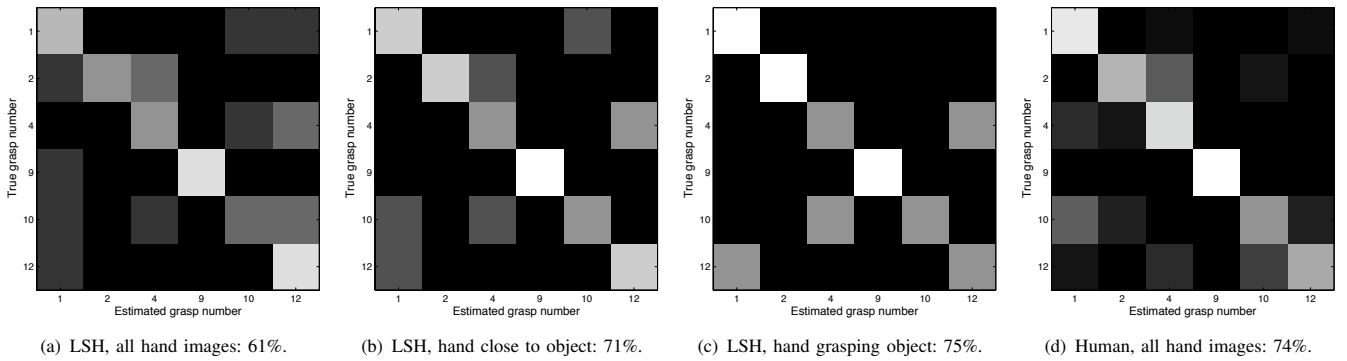 True grasp number
1
2
4
9
10
12
1 2 4 9 10 12
Estimated grasp number
(a) LSH, all hand images: 61%.
True grasp number
1
2
4
9
10
12
1 2 4 9 10 12
Estimated grasp number
(b) LSH, hand close to object: 71%.
True grasp number
1
2
4
9
10
12
1 2 4 9 10 12
Estimated grasp number
(c) LSH, hand grasping object: 75%.
True grasp number
1
2
4
9
10
12
1 2 4 9 10 12
Estimated grasp number
(d) Human, all hand images: 74%.